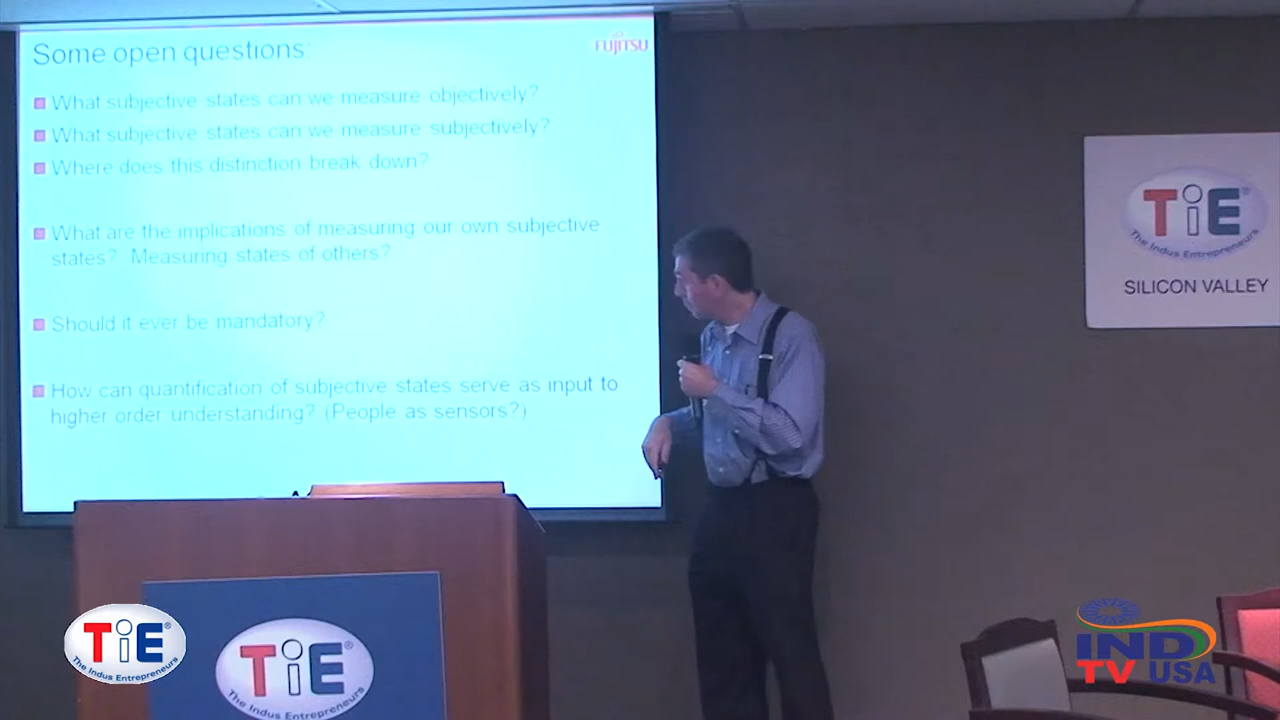 Some open questions:
FUJITSU
What subjective states can we measure objectively?
What subjective states can we measure subjectively?
Where does this distinction break down?
What are the implications of measuring our own subjective
states? Measuring states of others?
Should it ever be mandatory?
How can quantification of subjective states serve as input to
higher order understanding? (People as sensors?)
TiE®
The Indus Entrepreneurs
SILICON VALLEY
TiE®
The Indus Entrepreneurs
TiE®
The Indus Entrepreneurs
IND
TV USA